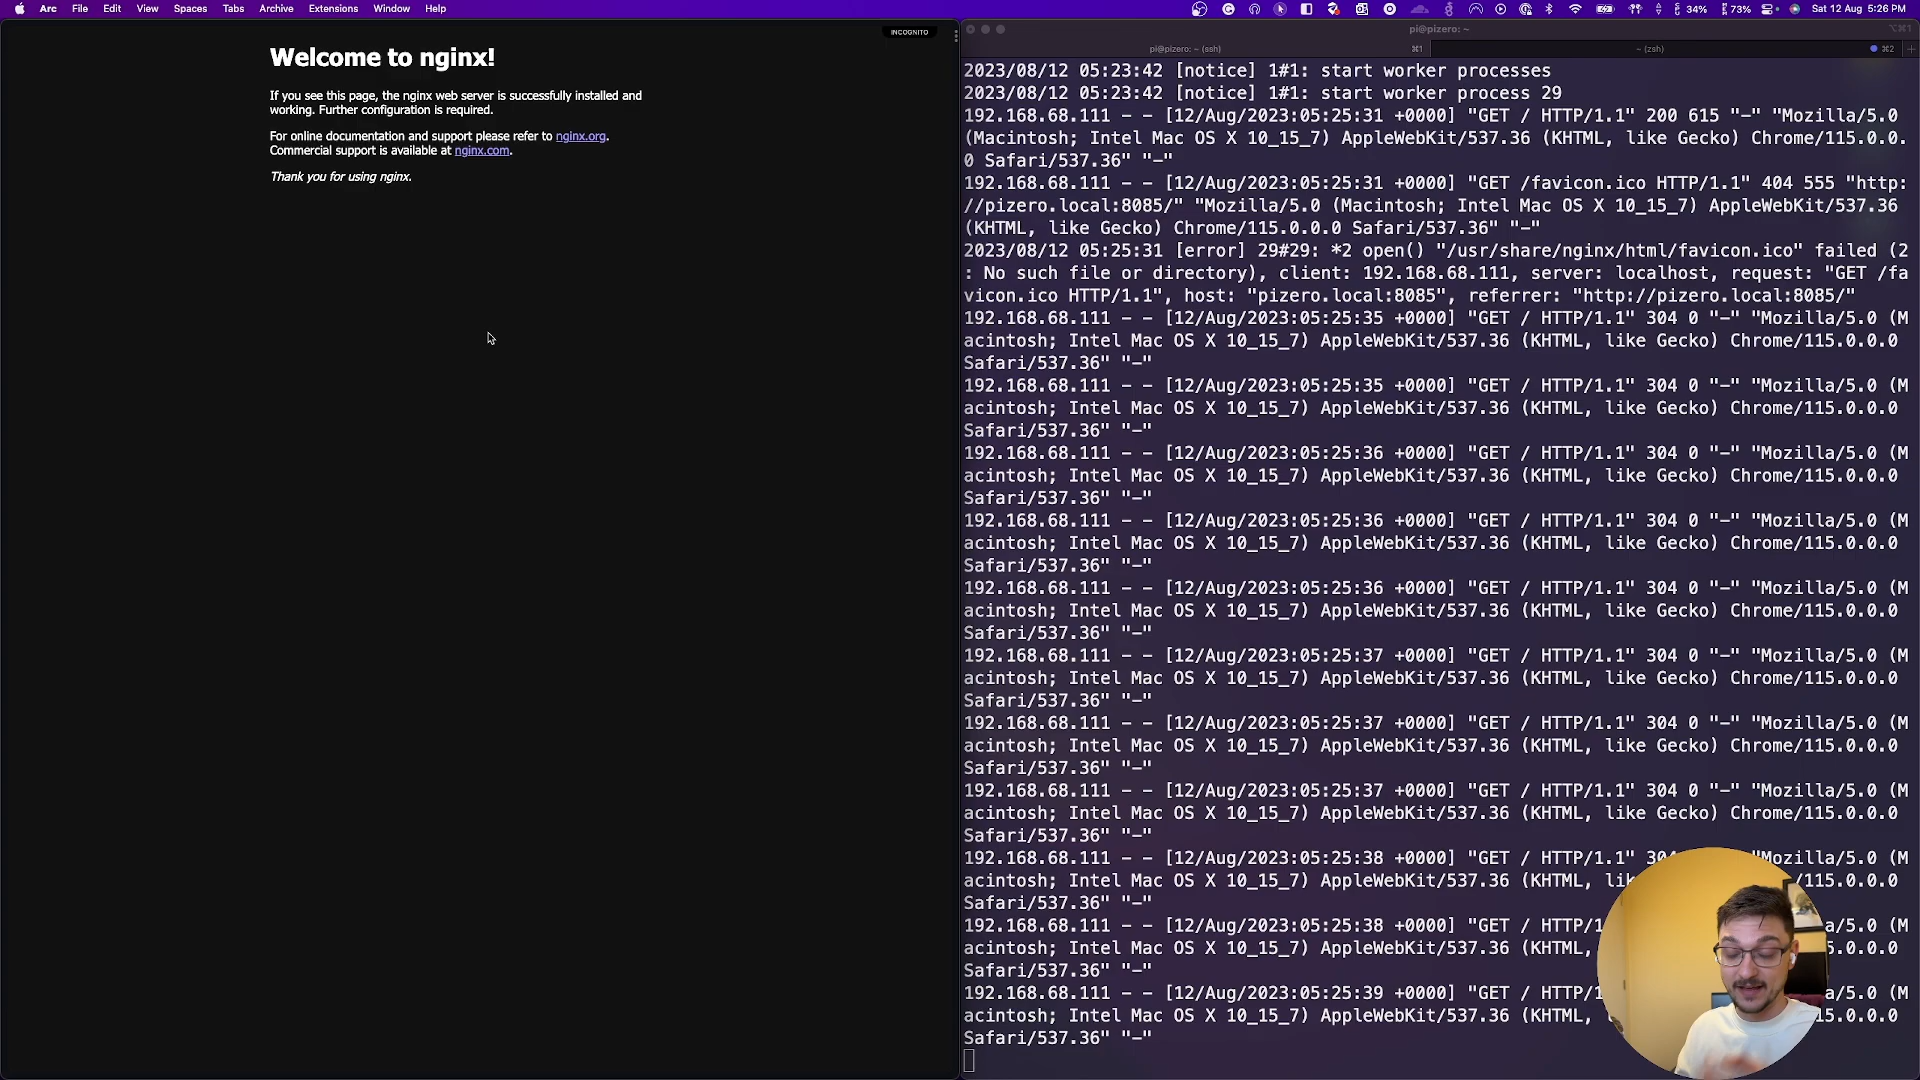 Arc File Edit View Spaces Tabs Archive Extensions Window Help
34% 73% Sat 12 Aug 5:26 PM
INCOGNITO
Welcome to nginx!
If you see this page, the nginx web server is successfully installed and
working. Further configuration is required.
For online documentation and support please refer to nginx.org.
Commercial support is available at nginx.com.
Thank you for using nginx.
pi@pizero: ~
⌥⌘1
pi@pizero: ~ (ssh) ⌘1 ~ (zsh) ⌘2
2023/08/12 05:23:42 [notice] 1#1: start worker processes
2023/08/12 05:23:42 [notice] 1#1: start worker process 29
192.168.68.111 - - [12/Aug/2023:05:25:31 +0000] "GET / HTTP/1.1" 200 615 "-" "Mozilla/5.0
(Macintosh; Intel Mac OS X 10_15_7) AppleWebKit/537.36 (KHTML, like Gecko) Chrome/115.0.0.
0 Safari/537.36" "-"
192.168.68.111 - - [12/Aug/2023:05:25:31 +0000] "GET /favicon.ico HTTP/1.1" 404 555 "http:
//pizero.local:8085/" "Mozilla/5.0 (Macintosh; Intel Mac OS X 10_15_7) AppleWebKit/537.36
(KHTML, like Gecko) Chrome/115.0.0.0 Safari/537.36" "-"
2023/08/12 05:25:31 [error] 29#29: *2 open() "/usr/share/nginx/html/favicon.ico" failed (2
: No such file or directory), client: 192.168.68.111, server: localhost, request: "GET /fa
vicon.ico HTTP/1.1", host: "pizero.local:8085", referrer: "http://pizero.local:8085/"
192.168.68.111 - - [12/Aug/2023:05:25:35 +0000] "GET / HTTP/1.1" 304 0 "-" "Mozilla/5.0 (M
acintosh; Intel Mac OS X 10_15_7) AppleWebKit/537.36 (KHTML, like Gecko) Chrome/115.0.0.0
Safari/537.36" "-"
192.168.68.111 - - [12/Aug/2023:05:25:35 +0000] "GET / HTTP/1.1" 304 0 "-" "Mozilla/5.0 (M
acintosh; Intel Mac OS X 10_15_7) AppleWebKit/537.36 (KHTML, like Gecko) Chrome/115.0.0.0
Safari/537.36" "-"
192.168.68.111 - - [12/Aug/2023:05:25:36 +0000] "GET / HTTP/1.1" 304 0 "-" "Mozilla/5.0 (M
acintosh; Intel Mac OS X 10_15_7) AppleWebKit/537.36 (KHTML, like Gecko) Chrome/115.0.0.0
Safari/537.36" "-"
192.168.68.111 - - [12/Aug/2023:05:25:36 +0000] "GET / HTTP/1.1" 304 0 "-" "Mozilla/5.0 (M
acintosh; Intel Mac OS X 10_15_7) AppleWebKit/537.36 (KHTML, like Gecko) Chrome/115.0.0.0
Safari/537.36" "-"
192.168.68.111 - - [12/Aug/2023:05:25:36 +0000] "GET / HTTP/1.1" 304 0 "-" "Mozilla/5.0 (M
acintosh; Intel Mac OS X 10_15_7) AppleWebKit/537.36 (KHTML, like Gecko) Chrome/115.0.0.0
Safari/537.36" "-"
192.168.68.111 - - [12/Aug/2023:05:25:37 +0000] "GET / HTTP/1.1" 304 0 "-" "Mozilla/5.0 (M
acintosh; Intel Mac OS X 10_15_7) AppleWebKit/537.36 (KHTML, like Gecko) Chrome/115.0.0.0
Safari/537.36" "-"
192.168.68.111 - - [12/Aug/2023:05:25:37 +0000] "GET / HTTP/1.1" 304 0 "-" "Mozilla/5.0 (M
acintosh; Intel Mac OS X 10_15_7) AppleWebKit/537.36 (KHTML, like Gecko) Chrome/115.0.0.0
Safari/537.36" "-"
192.168.68.111 - - [12/Aug/2023:05:25:37 +0000] "GET / HTTP/1.1" 304 0 "-" "Mozilla/5.0 (M
acintosh; Intel Mac OS X 10_15_7) AppleWebKit/537.36 (KHTML, like Gecko) Chrome/115.0.0.0
Safari/537.36" "-"
192.168.68.111 - - [12/Aug/2023:05:25:38 +0000] "GET / HTTP/1.1" 30 Mozilla/5.0 (M
acintosh; Intel Mac OS X 10_15_7) AppleWebKit/537.36 (KHTML, lik /115.0.0.0
Safari/537.36" "-"
192.168.68.111 - - [12/Aug/2023:05:25:38 +0000] "GET / HTTP/1 a/5.0 (M
acintosh; Intel Mac OS X 10_15_7) AppleWebKit/537.36 (KHTML, 5.0.0.0
Safari/537.36" "-"
192.168.68.111 - - [12/Aug/2023:05:25:39 +0000] "GET / HTTP/1 a/5.0 (M
acintosh; Intel Mac OS X 10_15_7) AppleWebKit/537.36 (KHTML, .5.0.0.0
Safari/537.36" "-"